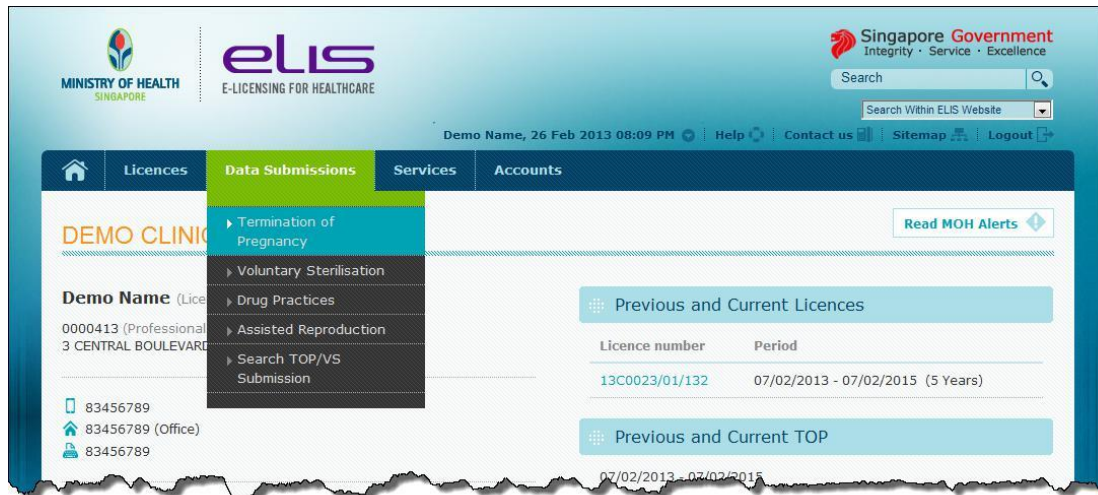 MINISTRY OF HEALTH
SINGAPORE
eLIS
E-LICENSING FOR HEALTHCARE
Singapore Government
Integrity · Service · Excellence
Search
Search Within ELIS Website
Demo Name, 26 Feb 2013 08:09 PM Help Contact us Sitemap Logout
Licences Data Submissions Services Accounts
Termination of
Pregnancy
Voluntary Sterilisation
Drug Practices
Assisted Reproduction
Search TOP/VS
Submission
Read MOH Alerts
DEMO CLINIC
Demo Name
0000413 (Professional
3 CENTRAL BOULEVARD
83456789
83456789 (Office)
83456789
Previous and Current Licences
Licence number Period
13C0023/01/132 07/02/2013 - 07/02/2015 (5 Years)
Previous and Current TOP
07/02/2013 - 07/02/2015